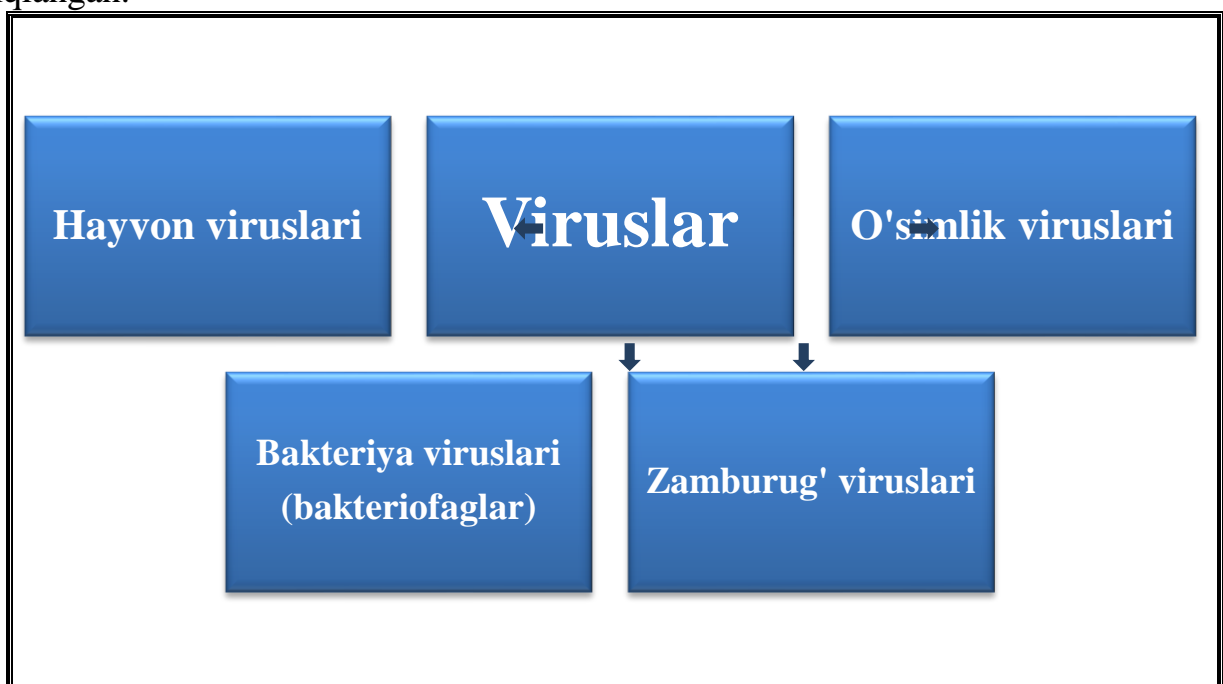 Hayvon viruslari
Viruslar
O'simlik viruslari
Bakteriya viruslari
(bakteriofaglar)
Zamburug' viruslari